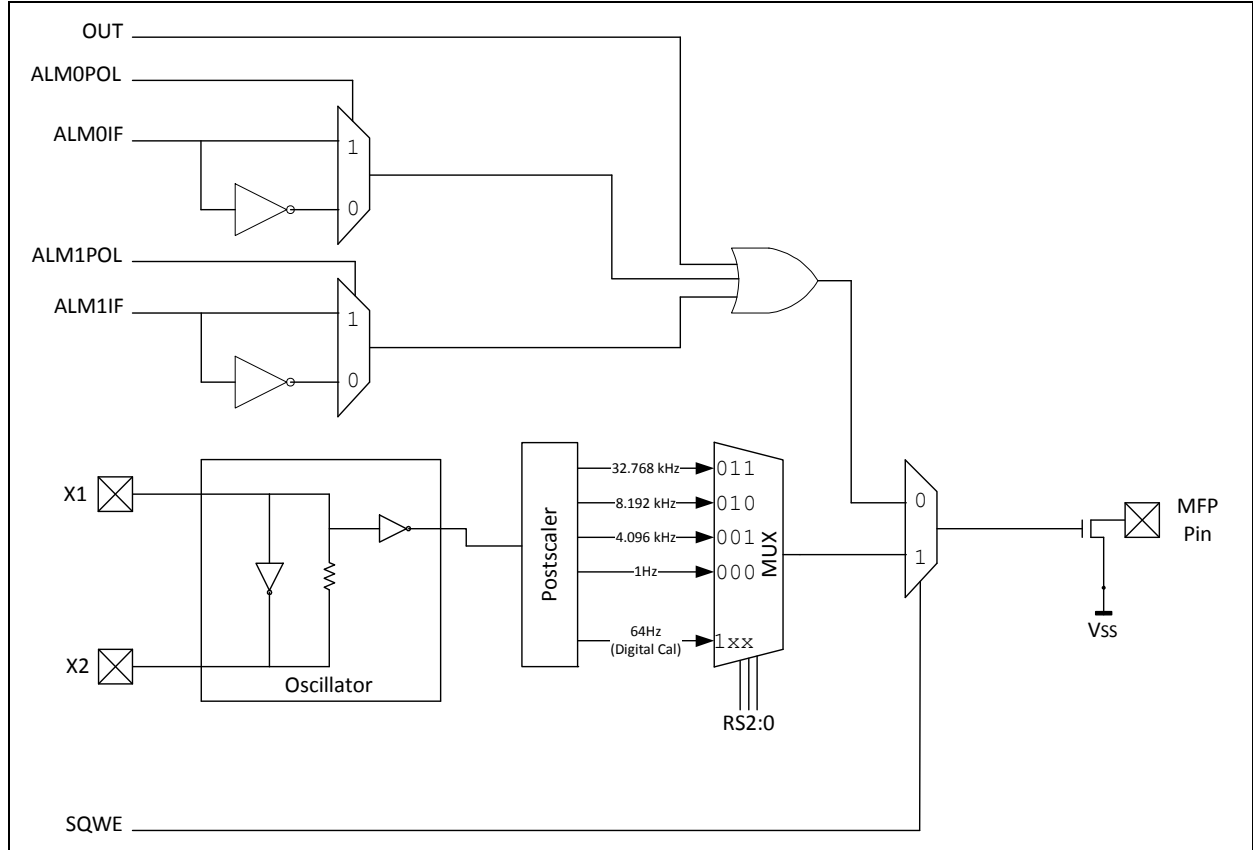 OUT
ALM0POL
ALM0IF
1
0
ALM1POL
ALM1IF
1
0
X1
X2
Oscillator
Postscaler
32.768 kHz
8.192 kHz
4.096 kHz
1Hz
64Hz
(Digital Cal)
011
010
001
000
1xx
MUX
RS2:0
0
1
MFP
Pin
VSS
SQWE